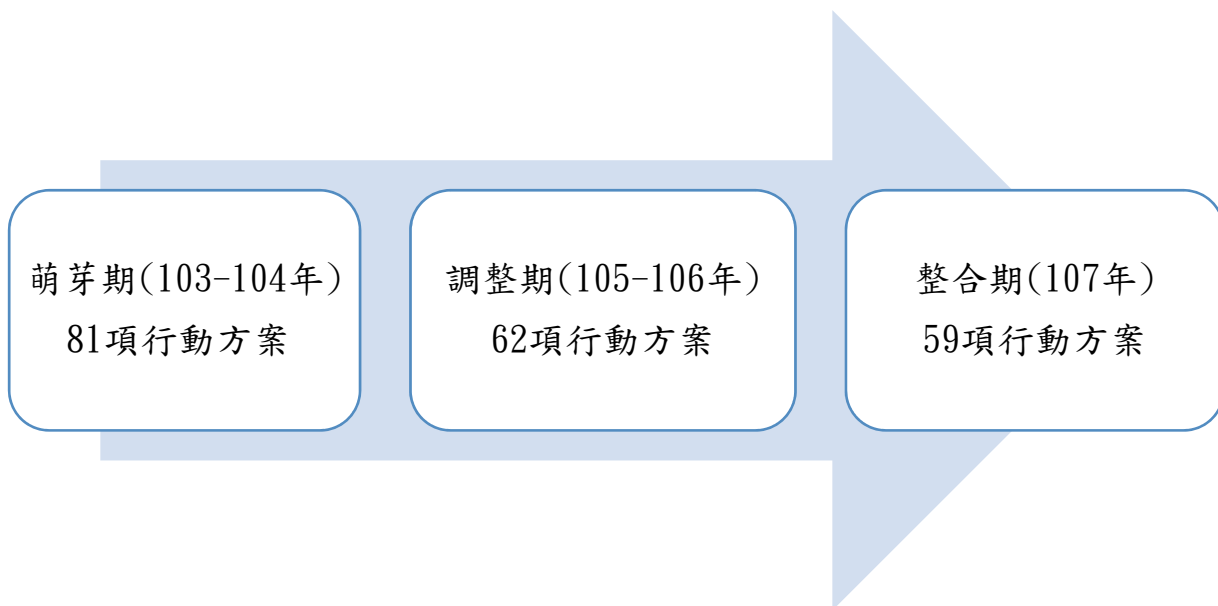 萌芽期(103-104年)
81項行動方案
調整期(105-106年)
62項行動方案
整合期(107年)
59項行動方案